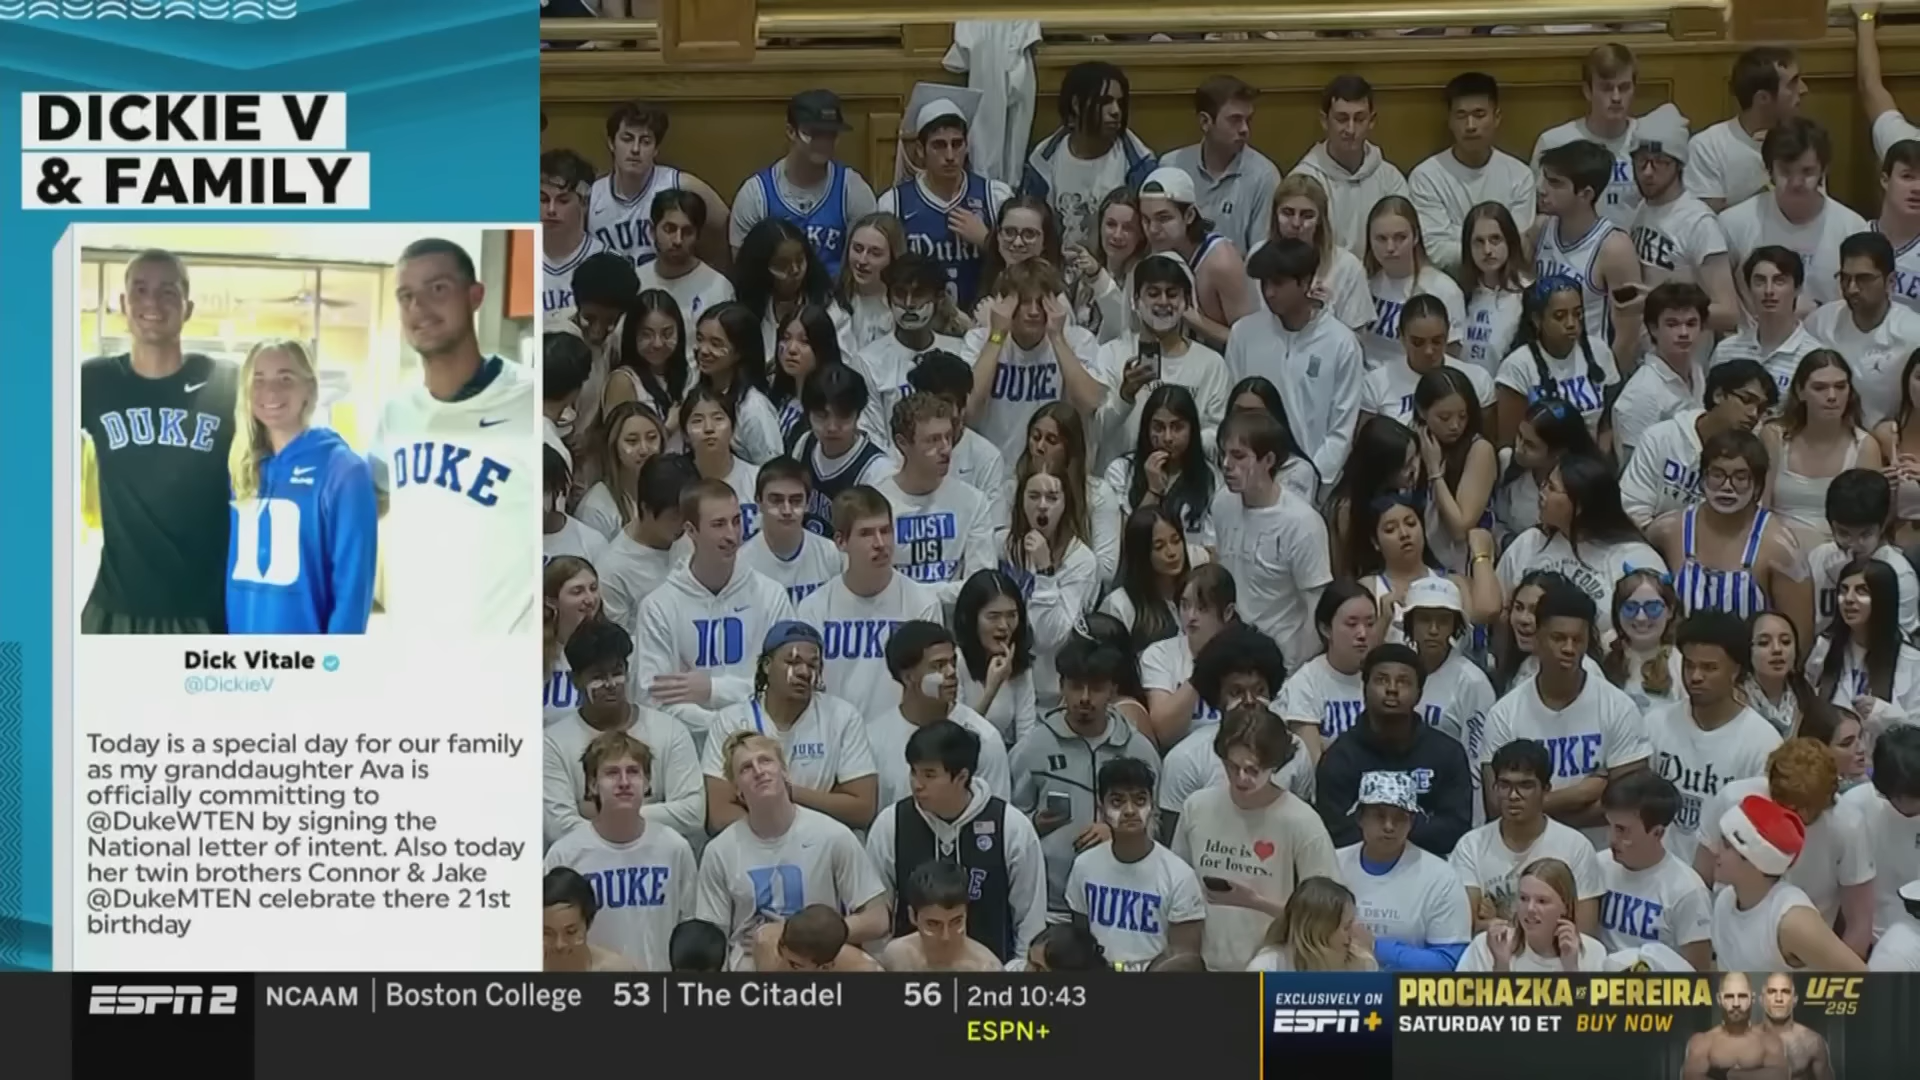 DICKIE V
& FAMILY
DUKE
D
DUKE
Dick Vitale
@DickieV
Today is a special day for our family
as my granddaughter Ava is
officially committing to
@DukeWTEN by signing the
National letter of intent. Also today
her twin brothers Connor & Jake
@DukeMTEN celebrate there 21st
birthday
Duke
DUKE
JUST
US
DUKE
DUKE
DUKE
Duke
Idoc is ❤
for lovers.
DUKE
DUKE
DUKE
ESPN2
NCAAM
Boston College 53
The Citadel 56
2nd 10:43
ESPN+
EXCLUSIVELY ON
ESPN+
PROCHAZKA VS PEREIRA
SATURDAY 10 ET BUY NOW
UFC
295